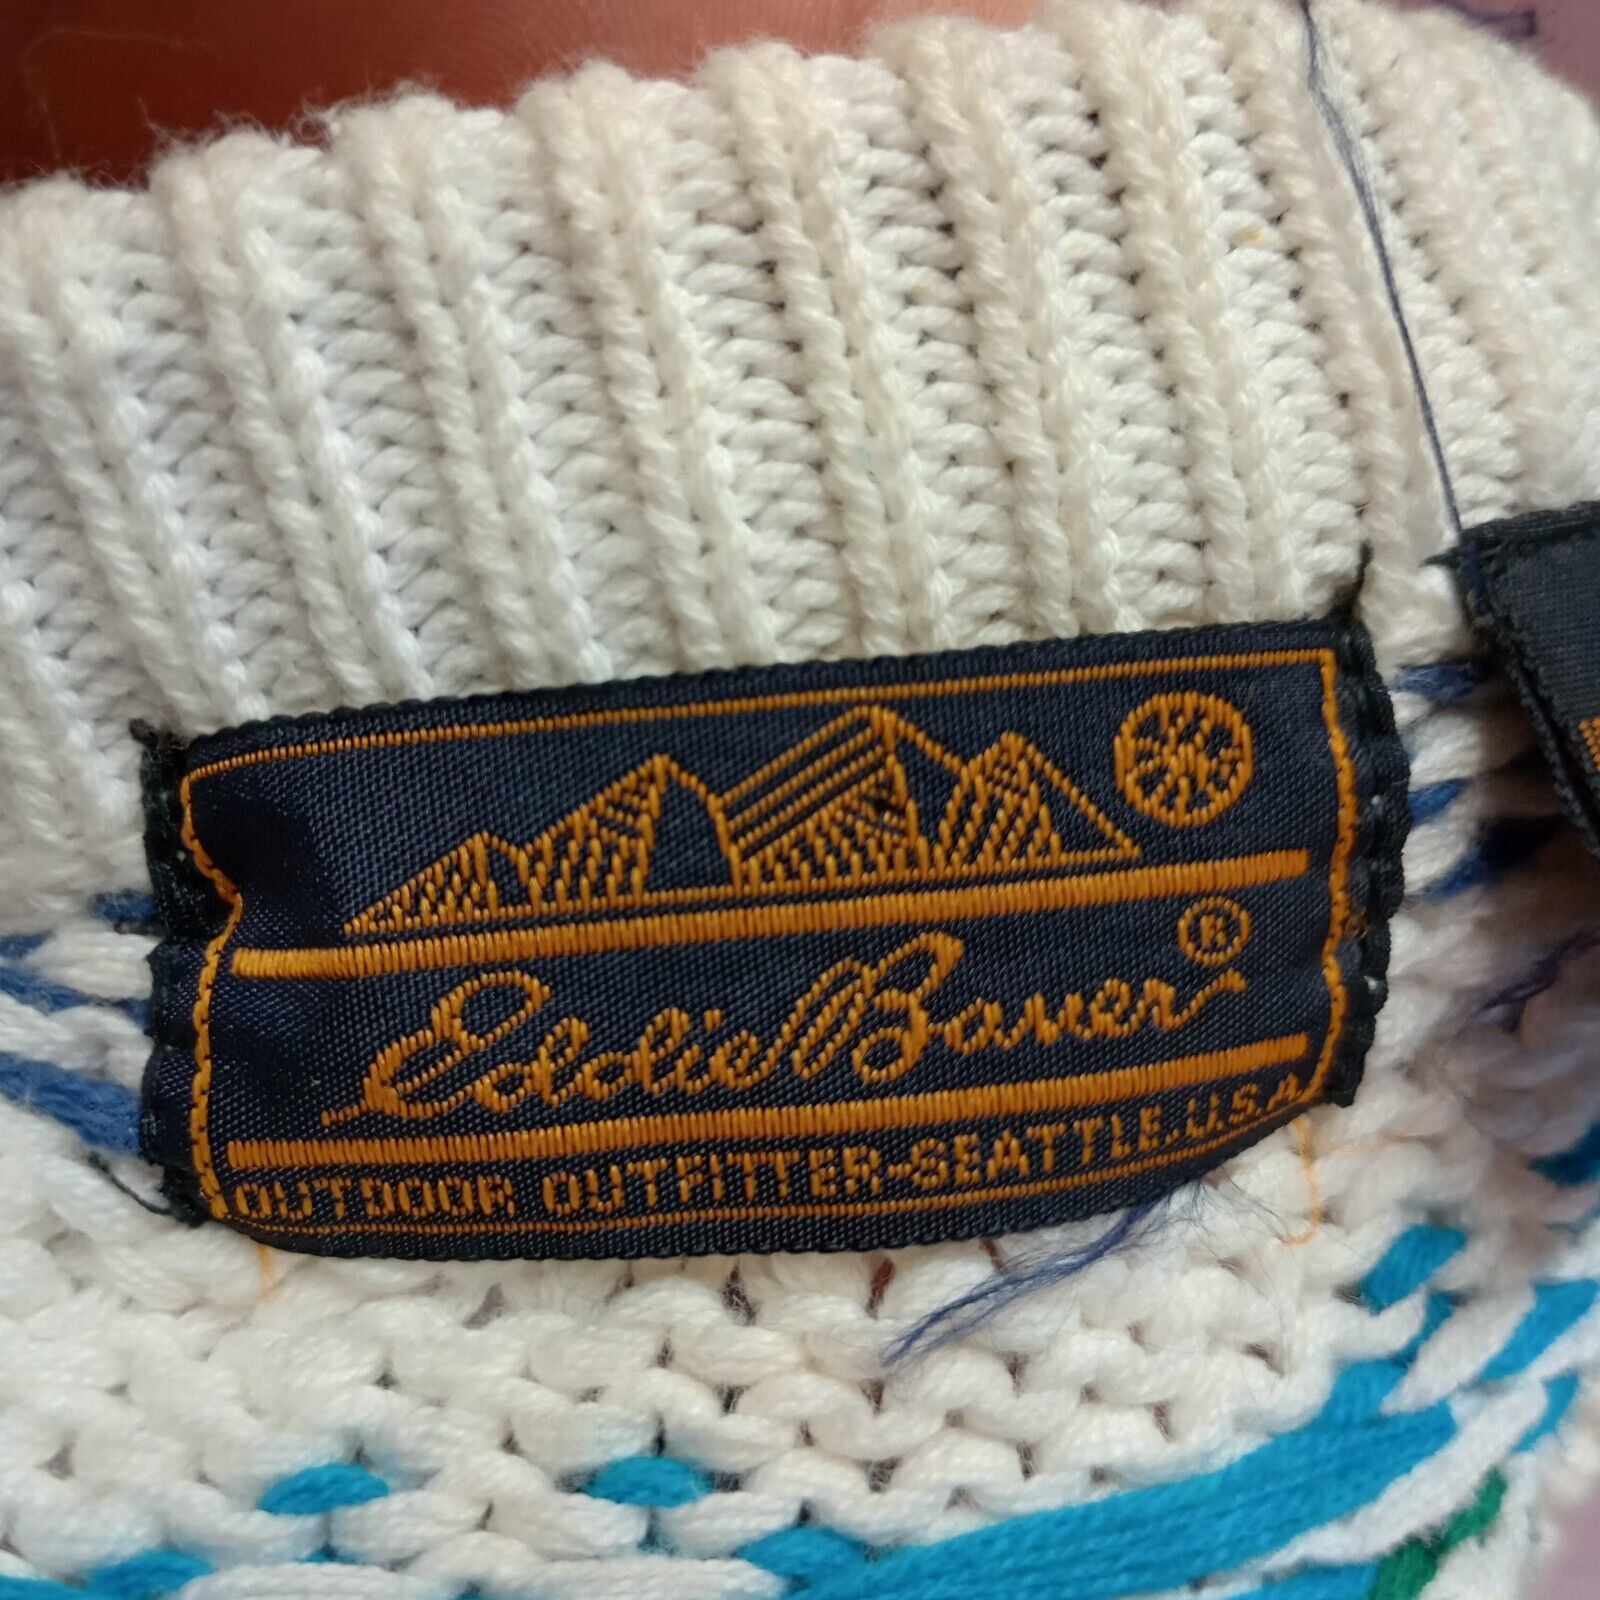 Eddie Bauer®
OUTDOOR OUTFITTER-SEATTLE.U.S.A